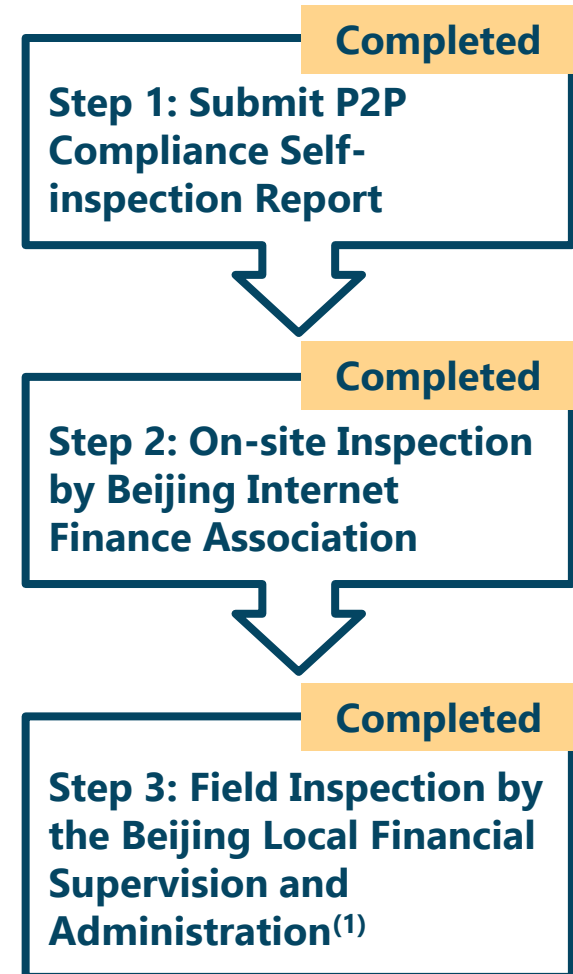 Completed
Step 1: Submit P2P
Compliance Self-
inspection Report
Completed
Step 2: On-site Inspection
by Beijing Internet
Finance Association
Completed
Step 3: Field Inspection by
the Beijing Local Financial
Supervision and
Administration(1)